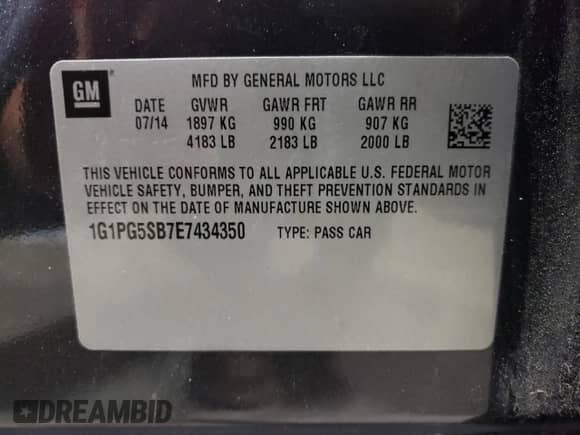 GM
MFD BY GENERAL MOTORS LLC
DATE GVWR GAWR FRT GAWR RR
07/14 1897 KG 990 KG 907 KG
4183 LB 2183 LB 2000 LB
THIS VEHICLE CONFORMS TO ALL APPLICABLE U.S. FEDERAL MOTOR
VEHICLE SAFETY, BUMPER, AND THEFT PREVENTION STANDARDS IN
EFFECT ON THE DATE OF MANUFACTURE SHOWN ABOVE.
1G1PG5SB7E7434350 TYPE: PASS CAR
DREAMBID